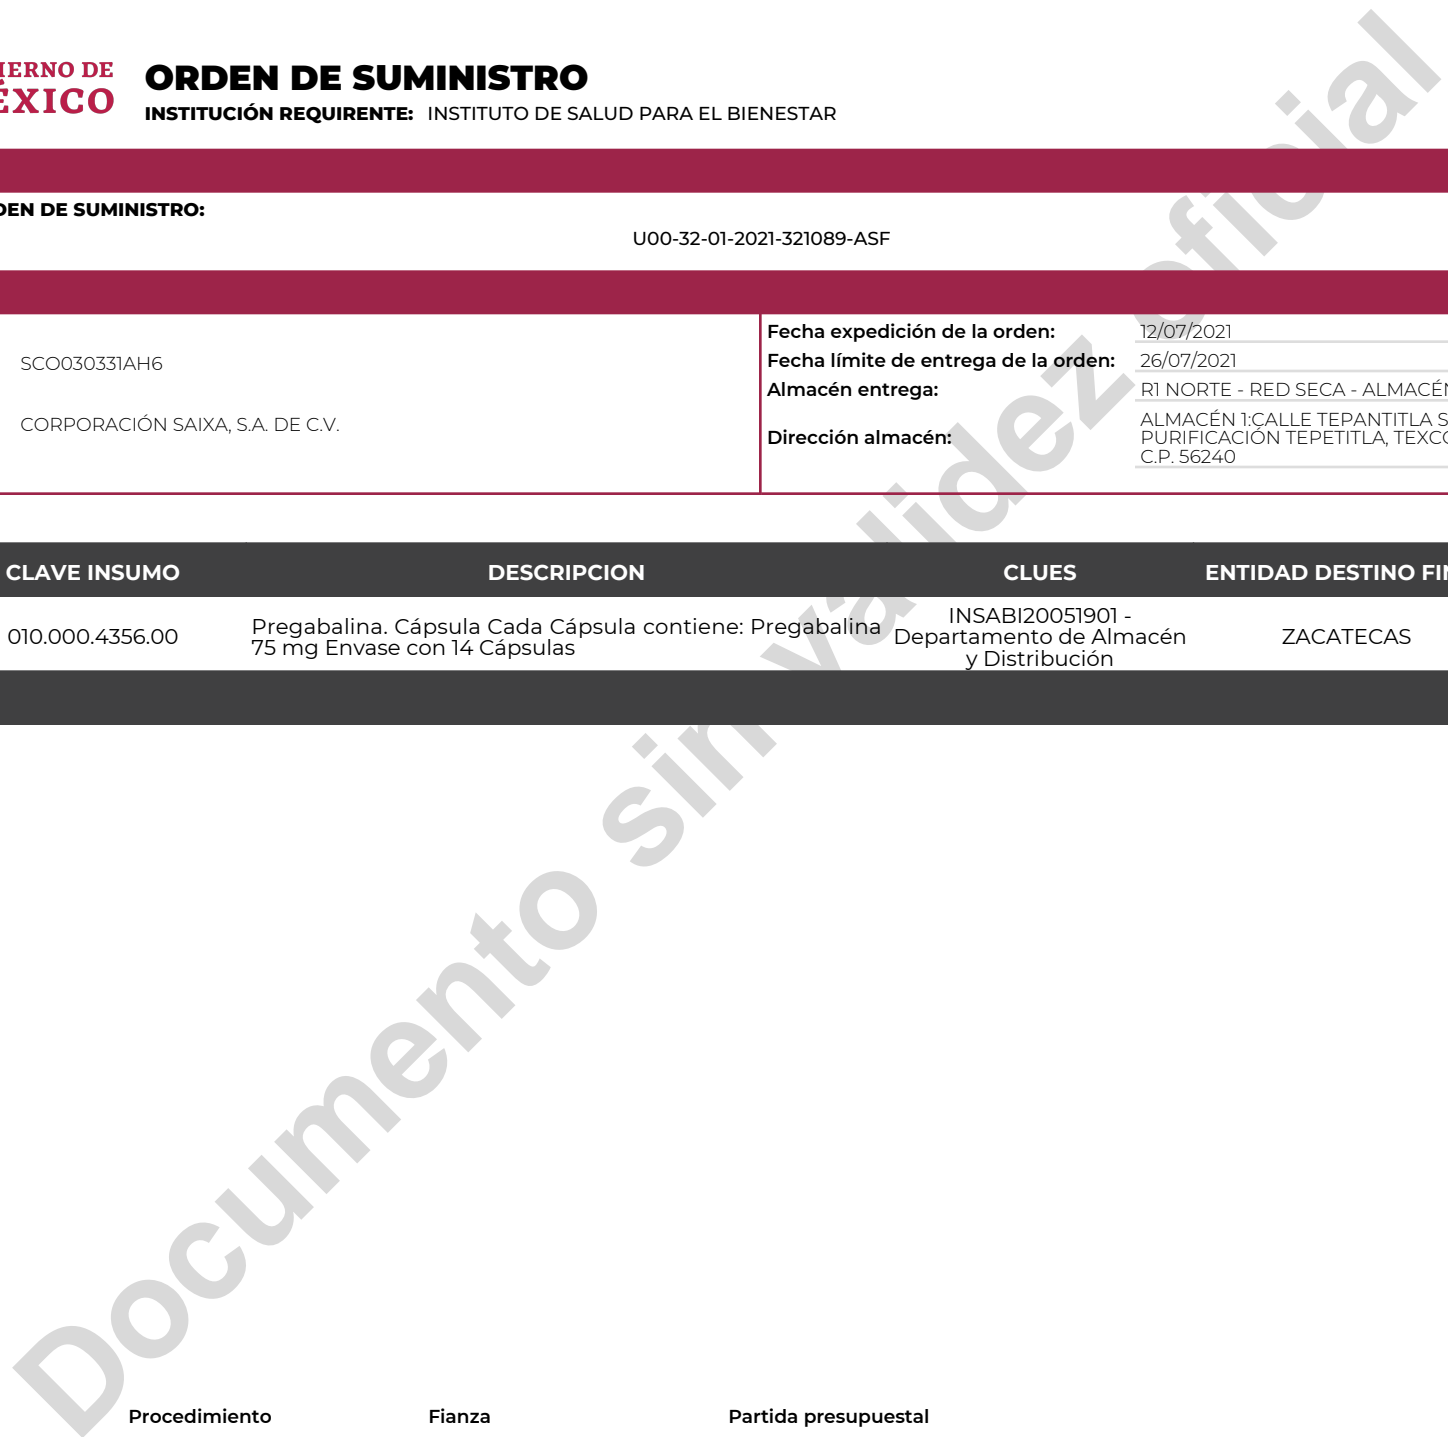 IERNO DE
ÉXICO
ORDEN DE SUMINISTRO
INSTITUCIÓN REQUIRENTE: INSTITUTO DE SALUD PARA EL BIENESTAR
DEN DE SUMINISTRO:
U00-32-01-2021-321089-ASF
SCO030331AH6
CORPORACIÓN SAIXA, S.A. DE C.V.
Fecha expedición de la orden: 12/07/2021
Fecha límite de entrega de la orden: 26/07/2021
Almacén entrega: R1 NORTE - RED SECA - ALMACÉN
Dirección almacén: ALMACÉN 1:CALLE TEPANTITLA S
PURIFICACIÓN TEPETITLA, TEXCO
C.P. 56240
CLAVE INSUMO DESCRIPCION CLUES ENTIDAD DESTINO FIN
010.000.4356.00
Pregabalina. Cápsula Cada Cápsula contiene: Pregabalina
75 mg Envase con 14 Cápsulas
INSABI20051901 -
Departamento de Almacén
y Distribución
ZACATECAS
Documento sin validez oficial
Procedimiento Fianza Partida presupuestal